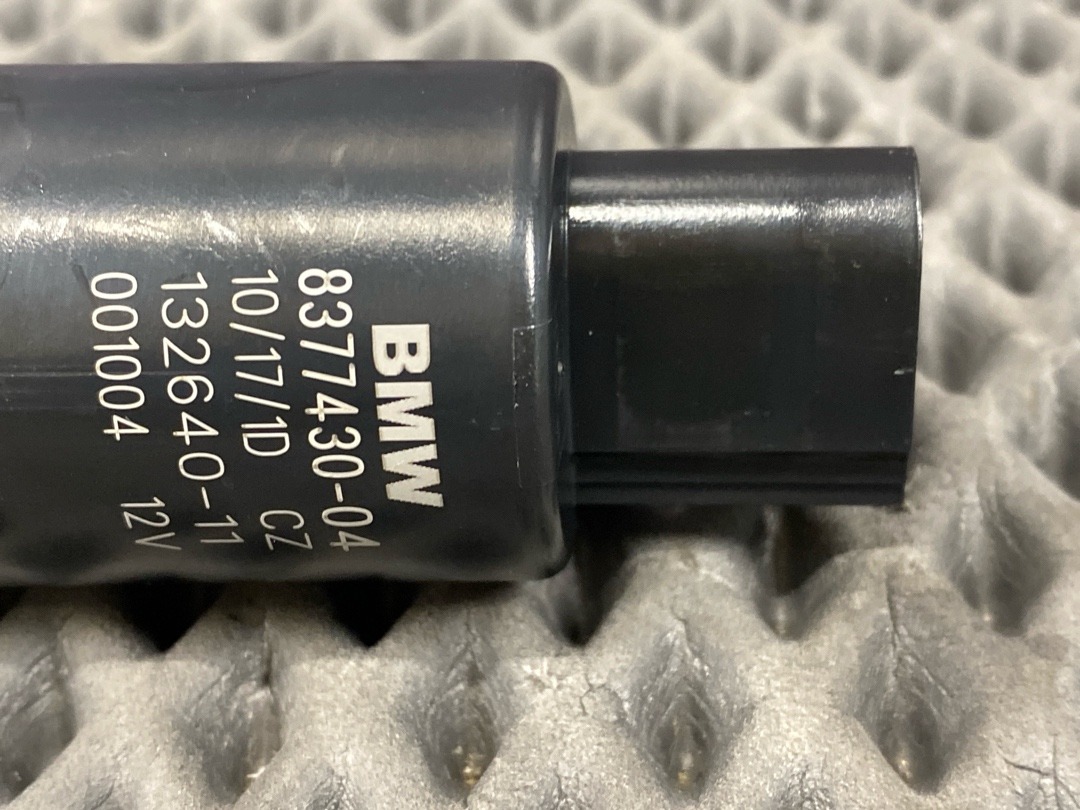 BMW
8377430-04
10/17/1D CZ
132640-11
001004 12V